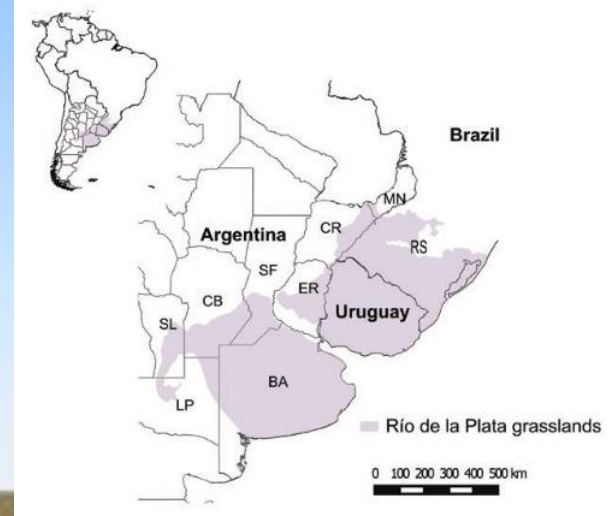 Brazil
MN
CR
RS
Argentina
SF
ER
CB
Uruguay
SL
BA
LP
Río de la Plata grasslands
0 100 200 300 400 500 km